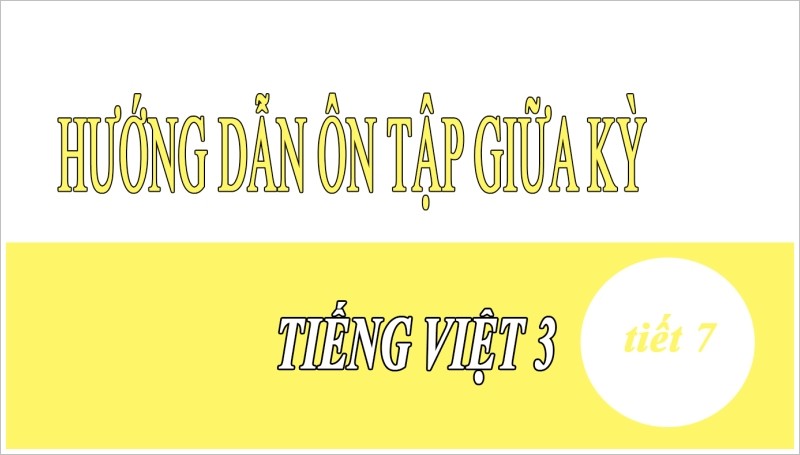 HƯỚNG DẪN ÔN TẬP GIỮA KỲ
TIẾNG VIỆT 3
tiết 7